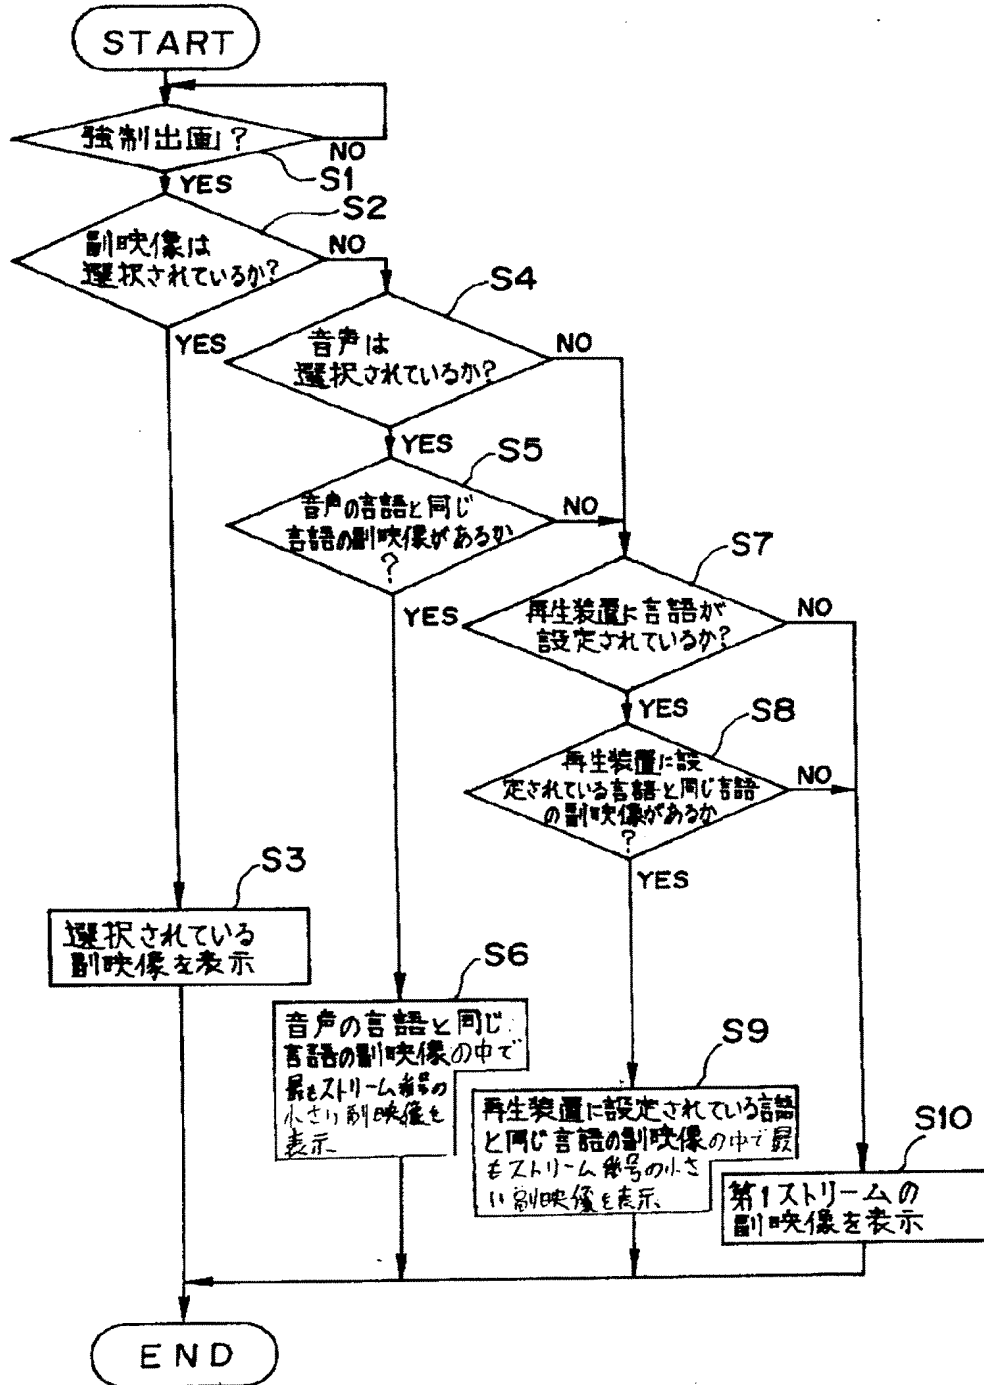 START
強制出画?
NO
S1
YES
S2
副映像は
選択されているか?
NO
YES
S4
音声は
選択されているか?
NO
YES
S5
音声の言語と同じ
言語の副映像があるか
?
NO
YES
S7
再生装置に言語が
設定されているか?
NO
YES
S8
再生装置に設
定されている言語と同じ言語
の副映像があるか
?
NO
YES
S3
選択されている
副映像を表示
S6
音声の言語と同じ
言語の副映像の中で
最もストリーム番号の
小さい副映像を
表示
S9
再生装置に設定されている言語
と同じ言語の副映像の中で最
もストリーム番号の小さ
い副映像を表示
S10
第1ストリームの
副映像を表示
END